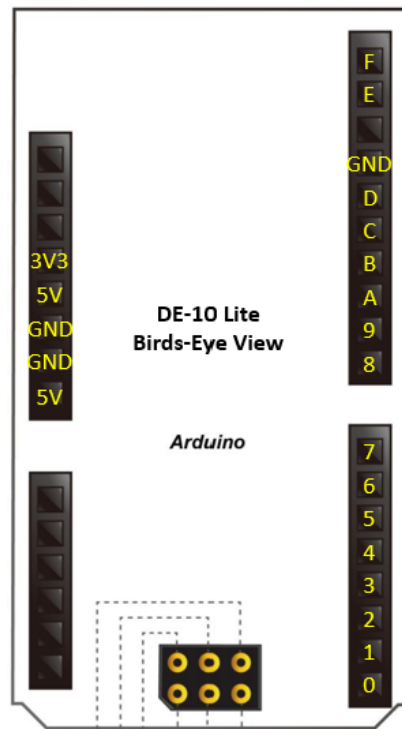 F
E
GND
D
C
B
A
9
8
3V3
5V
GND
GND
5V
DE-10 Lite
Birds-Eye View
Arduino
7
6
5
4
3
2
1
0